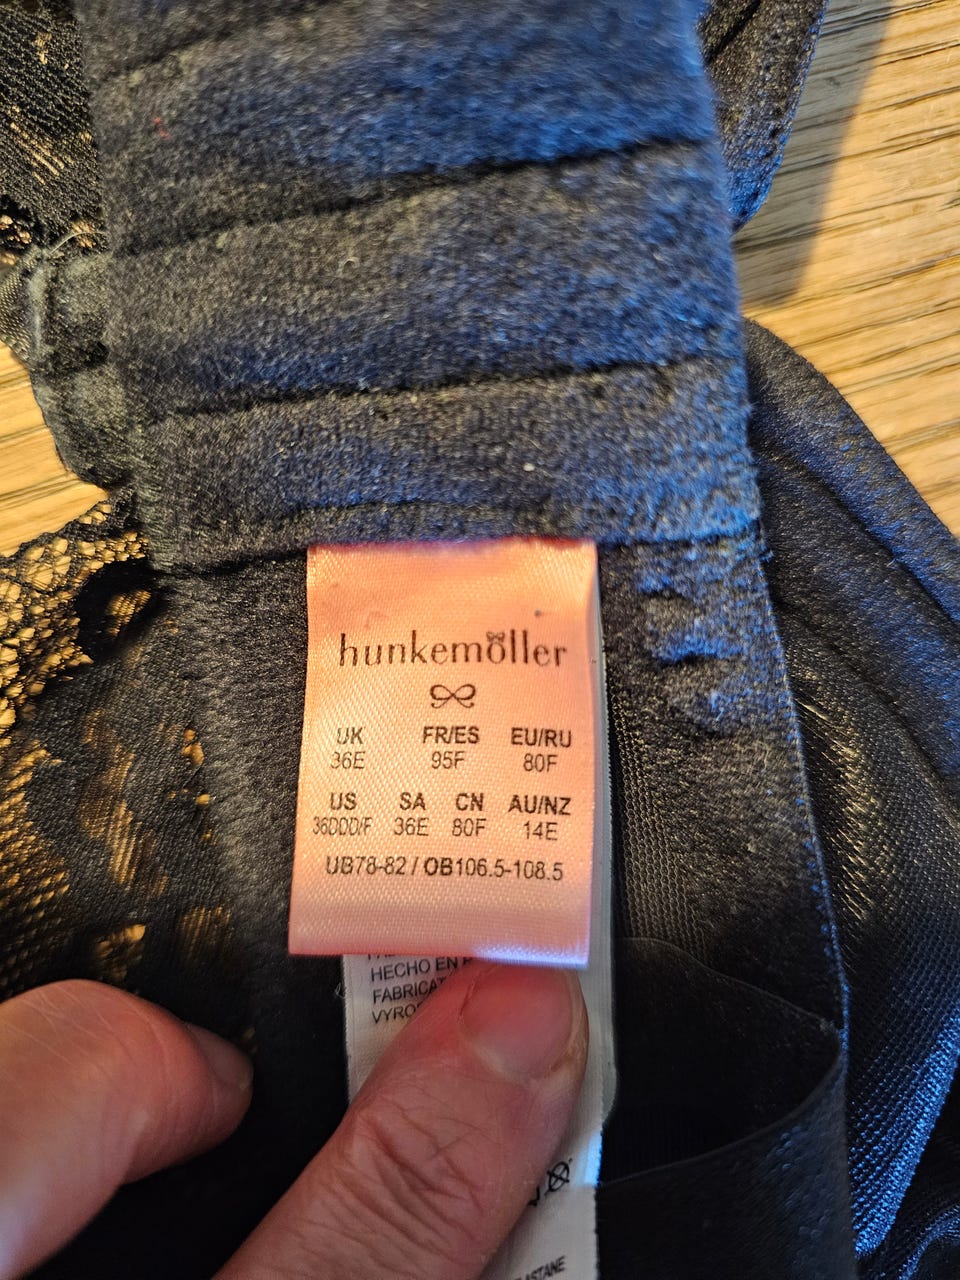 hunkemöller
UK FR/ES EU/RU
36E 95F 80F
US SA CN AU/NZ
36DDD/F 36E 80F 14E
UB78-82 / OB106.5-108.5
HECHO EN